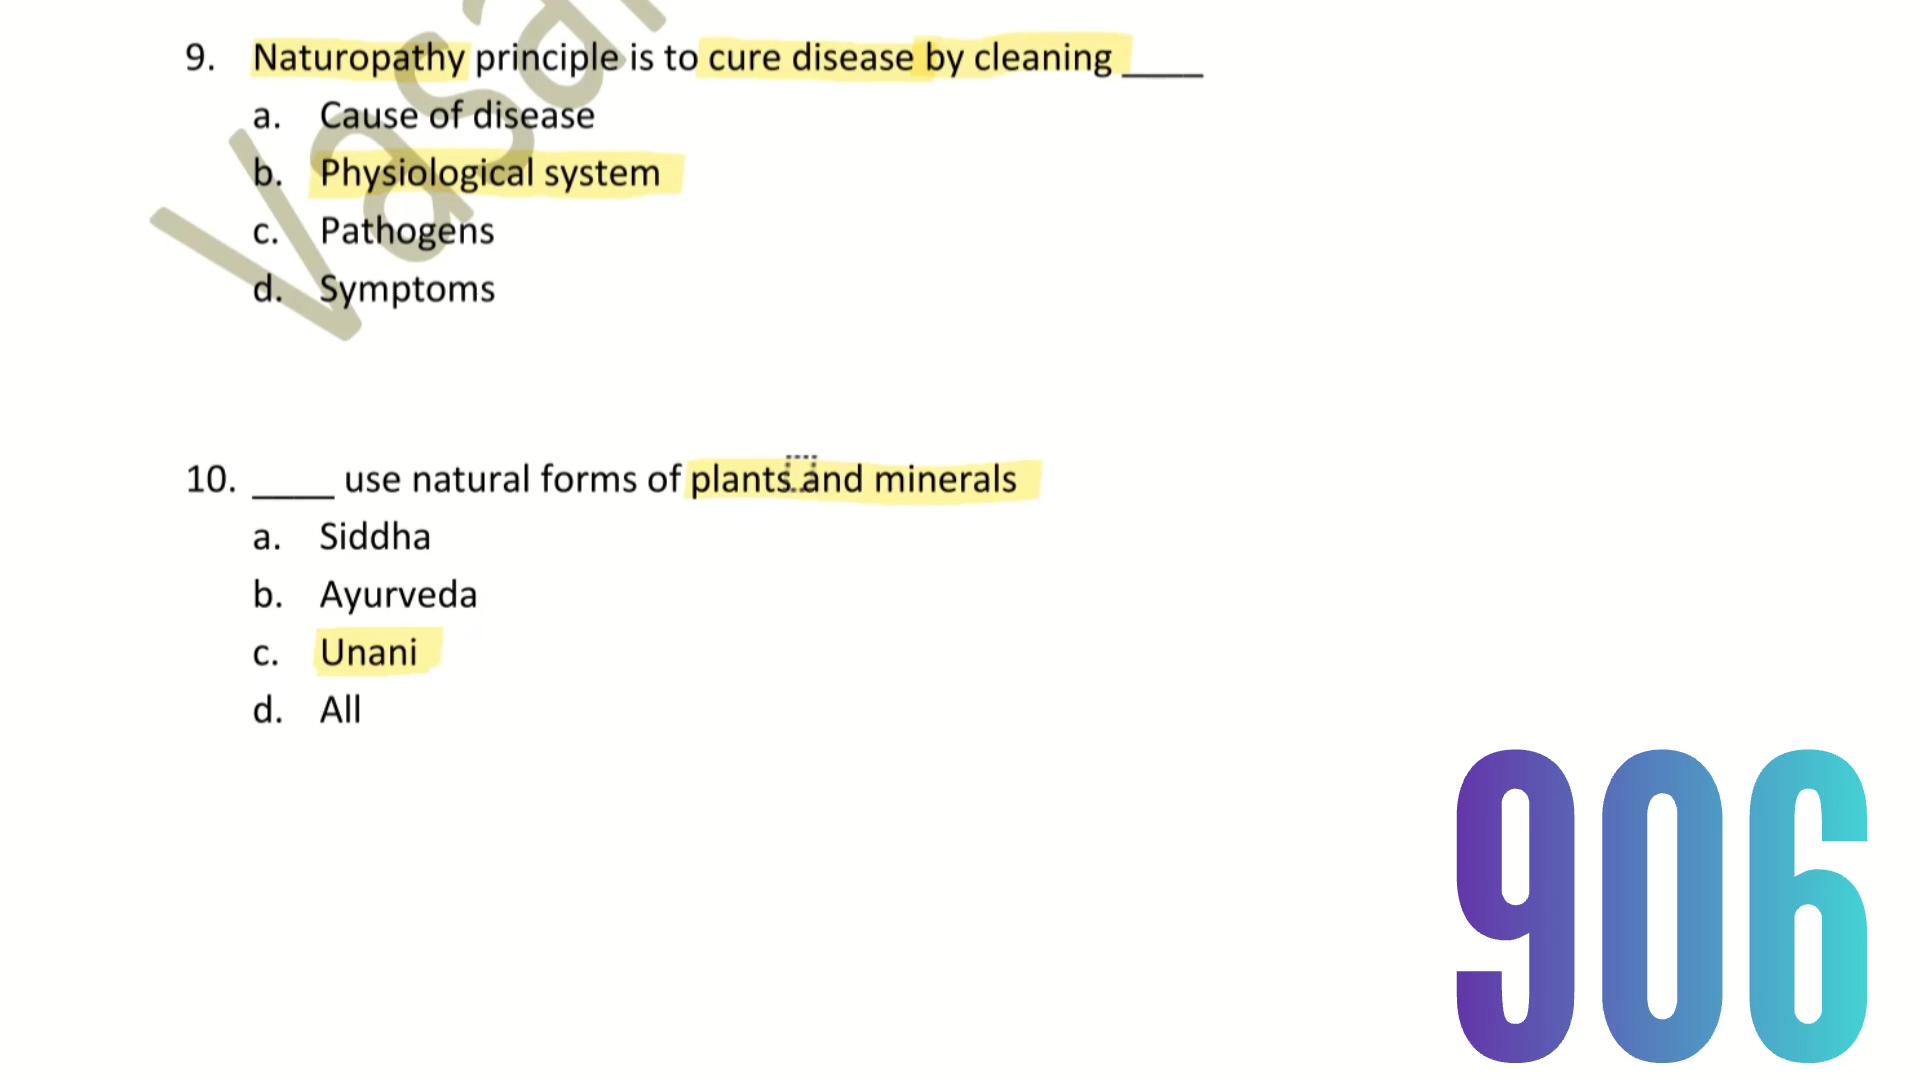 9. Naturopathy principle is to cure disease by cleaning ____
a. Cause of disease
b. Physiological system
c. Pathogens
d. Symptoms
10. ____ use natural forms of plants and minerals
a. Siddha
b. Ayurveda
c. Unani
d. All
906